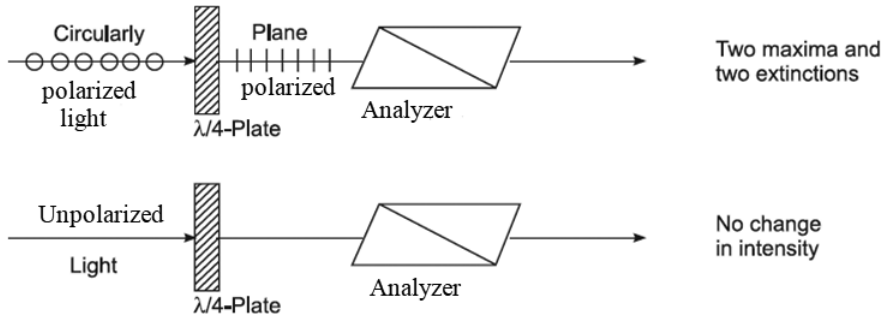 Circularly
polarized
light
λ/4-Plate
Plane
polarized
Analyzer
Two maxima and
two extinctions
Unpolarized
Light
λ/4-Plate
Analyzer
No change
in intensity